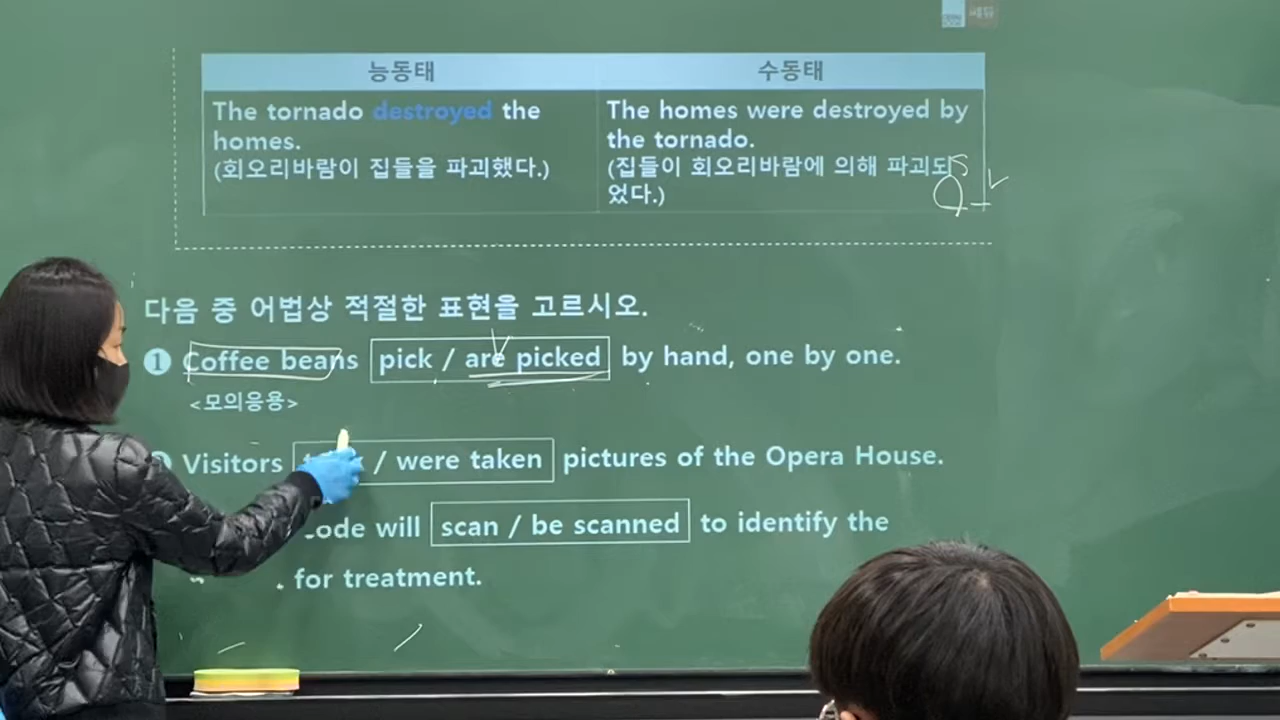 쎄듀
능동태 수동태
The tornado destroyed the
homes.
(회오리바람이 집들을 파괴했다.)
The homes were destroyed by
the tornado.
(집들이 회오리바람에 의해 파괴되
었다.)
다음 중 어법상 적절한 표현을 고르시오.
❶ Coffee beans pick / are picked by hand, one by one.
<모의응용>
Visitors / were taken pictures of the Opera House.
will scan / be scanned to identify the
for treatment.